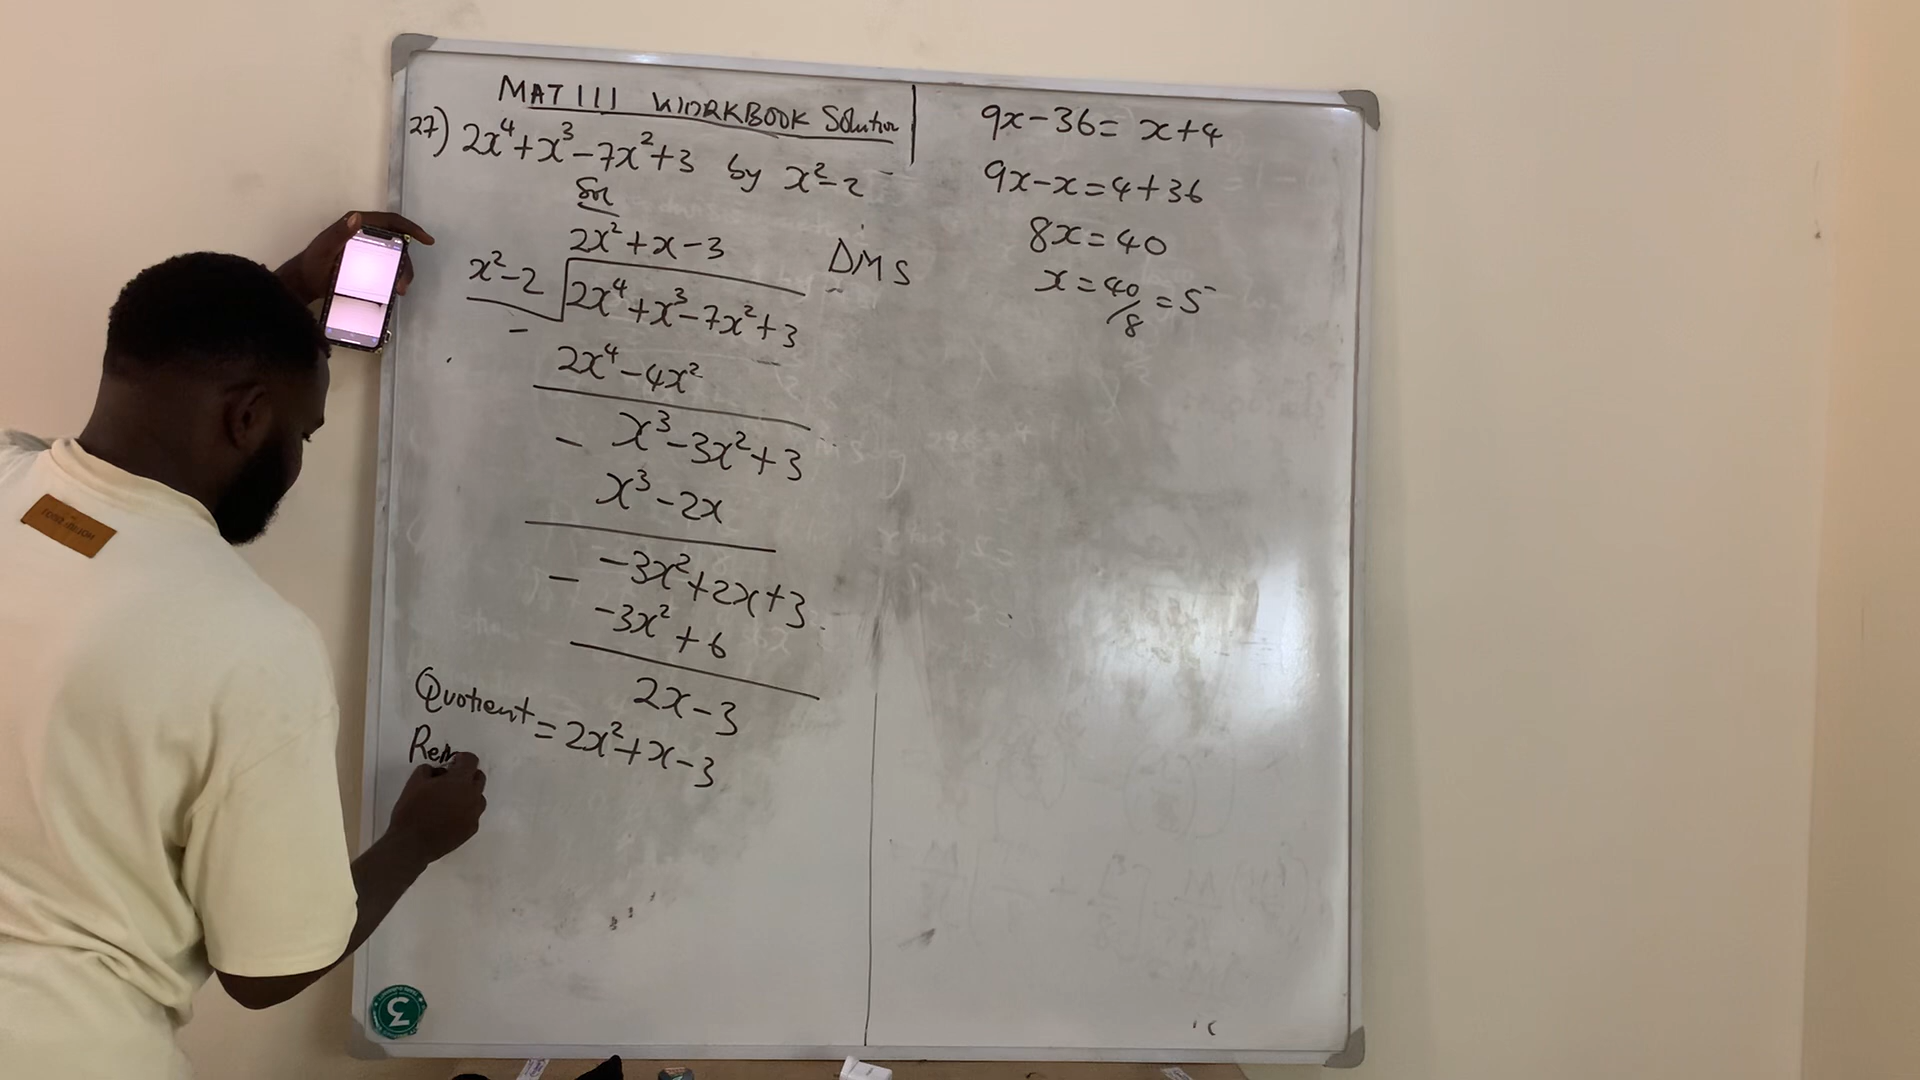 MAT 111 WORKBOOK Solution
27) 2x⁴+x³-7x²+3 by x²-2
Sol
2x²+x-3
DMS
x²-2 2x⁴+x³-7x²+3
-
2x⁴-4x²
- x³-3x²+3
x³-2x
- -3x²+2x+3
-3x²+6
2x-3
Quotient = 2x²+x-3
Rem
9x-36= x+4
9x-x=4+36
8x=40
x=40/8=5